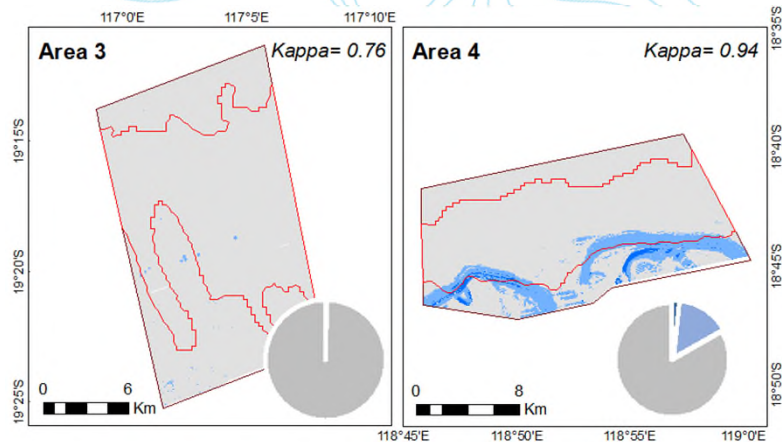 117°0'E 117°5'E 117°10'E
Area 3
Kappa= 0.76
19°15'S
19°20'S
19°25'S
0 6
Km
Area 4
Kappa= 0.94
18°35'S
18°40'S
18°45'S
18°50'S
0 8
Km
118°45'E 118°50'E 118°55'E 119°0'E